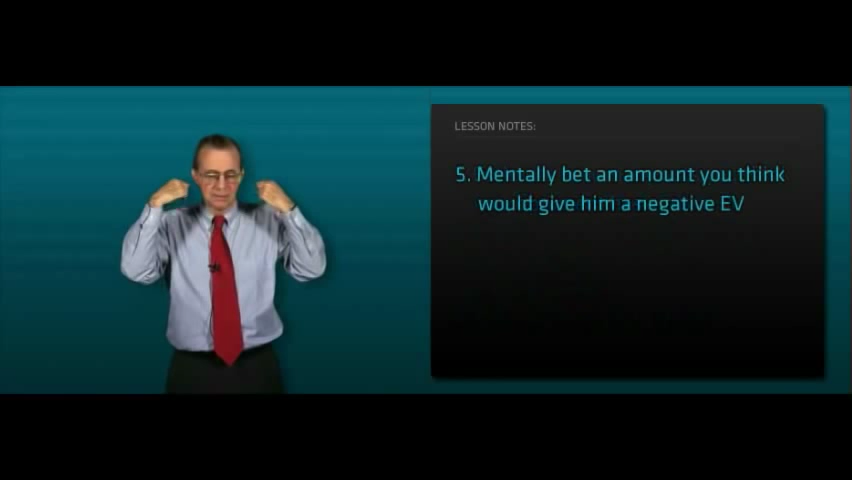 LESSON NOTES:
5. Mentally bet an amount you think
would give him a negative EV